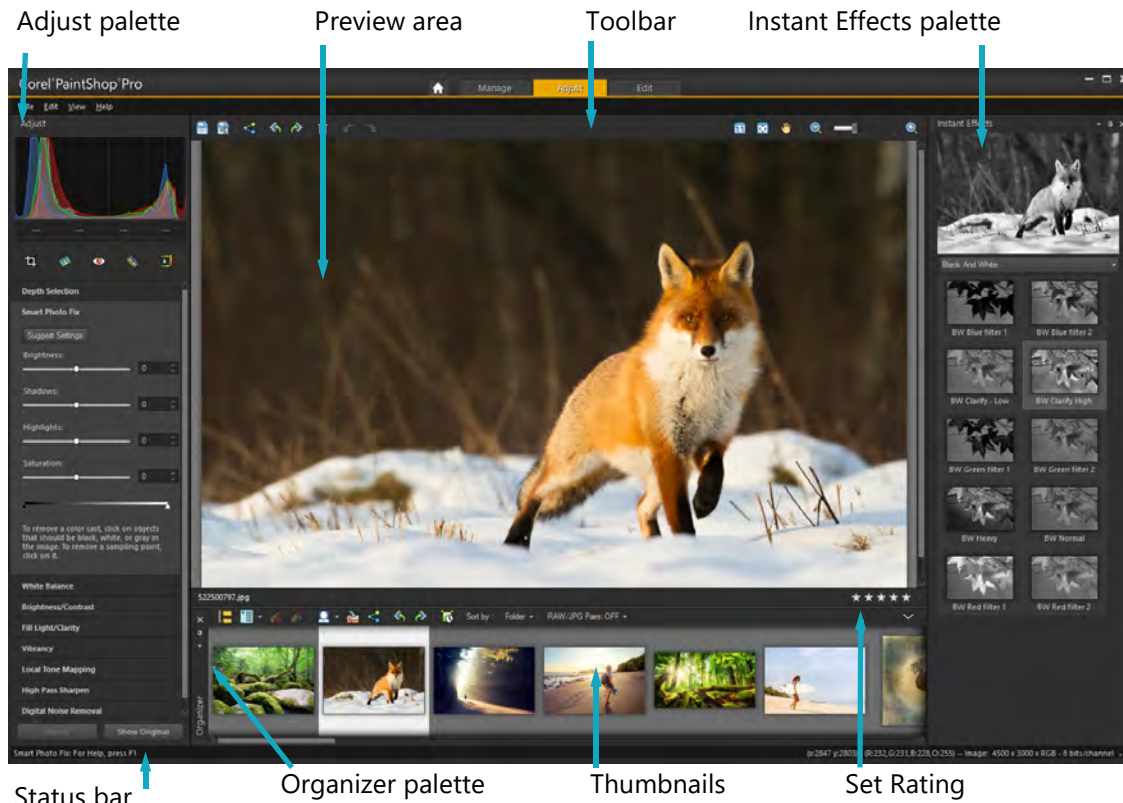 Adjust palette
Preview area
Toolbar
Instant Effects palette
Corel PaintShop Pro
Manage
Adjust
Edit
Edit View Help
Adjust
Instant Effects
Black And White
Depth Selection
Smart Photo Fix
Suggest Settings
Brightness:
0
Shadows:
0
Highlights:
0
Saturation:
0
To remove a color cast, click on objects
that should be black, white, or gray in
the image. To remove a sampling point,
click on it.
White Balance
Brightness/Contrast
Fill Light/Clarity
Vibrancy
Local Tone Mapping
High Pass Sharpen
Digital Noise Removal
Show Original
BW Blue filter 1
BW Blue filter 2
BW Clarify - Low
BW Clarify High
BW Green filter 1
BW Green filter 2
BW Heavy
BW Normal
BW Red filter 1
BW Red filter 2
522500797.jpg
Sort by : Folder
RAW/JPG Pairs: OFF
Organizer
Smart Photo Fix: For Help, press F1
(x:2847 y:2803) (R:232,G:231,B:228,O:255) -- Image: 4500 x 3000 x RGB - 8 bits/channel
Status bar
Organizer palette
Thumbnails
Set Rating